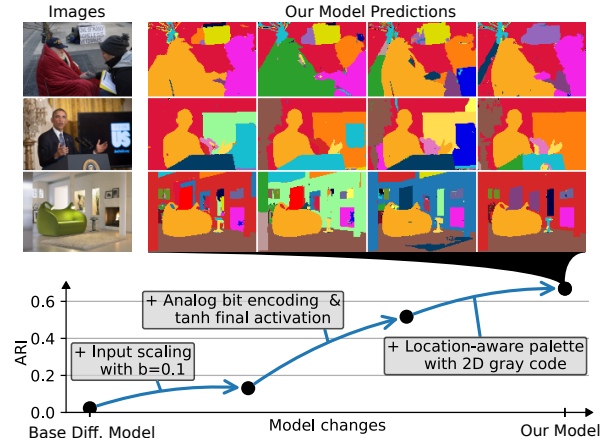 Images
Our Model Predictions
0.6
0.4
0.2
0.0
ARI
+ Analog bit encoding &
tanh final activation
+ Input scaling
with b=0.1
+ Location-aware palette
with 2D gray code
Base Diff. Model
Model changes
Our Model